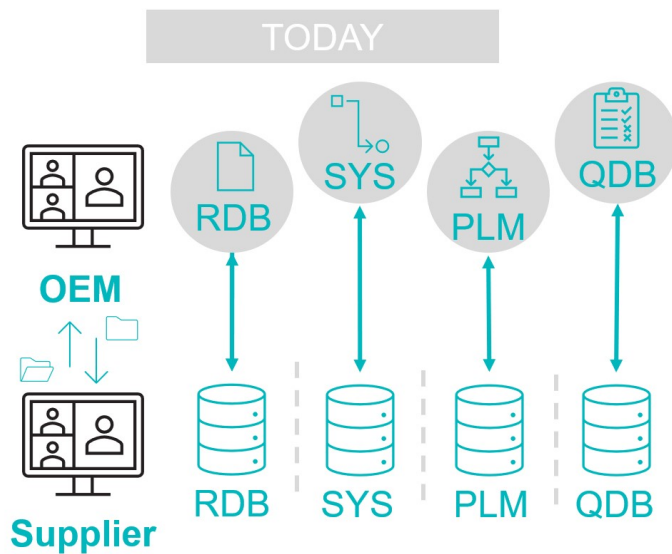 TODAY
RDB
SYS
PLM
QDB
OEM
RDB
SYS
PLM
QDB
Supplier